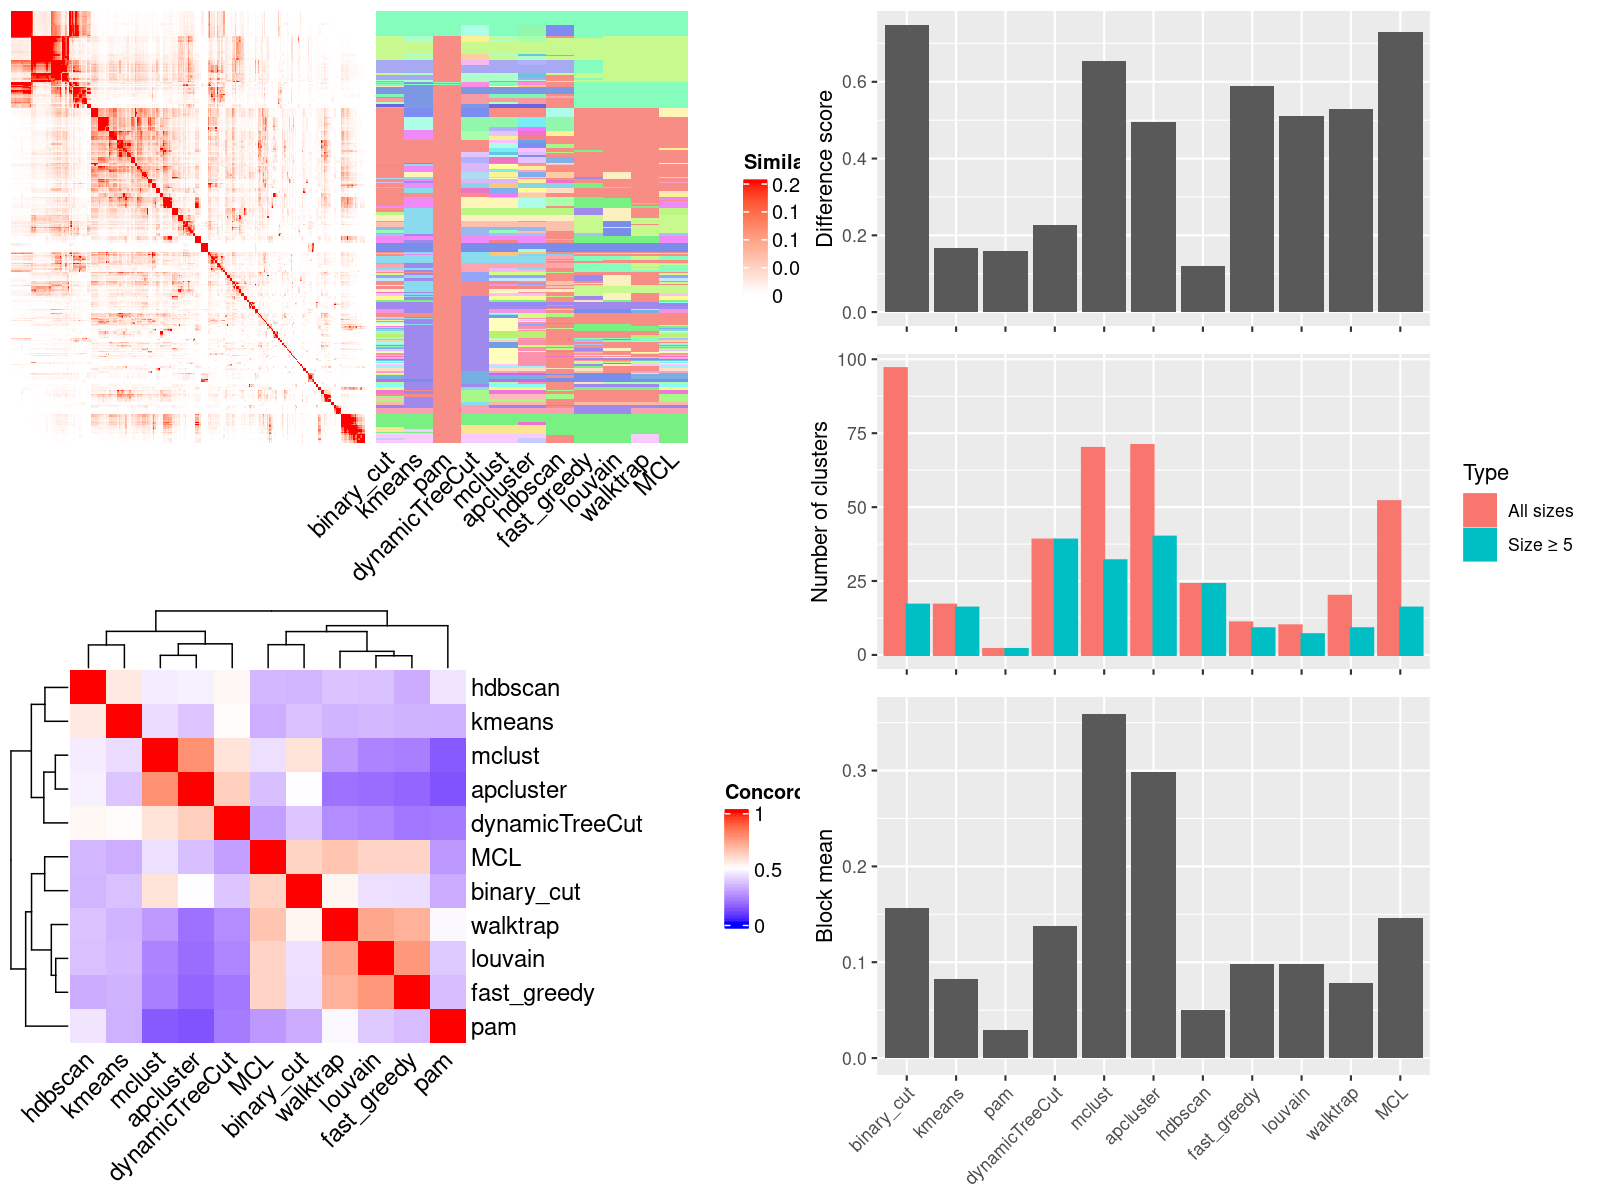 Simila
0.2
0.1
0.1
0.0
0
binary_cut
kmeans
pam
dynamicTreeCut
mclust
apcluster
hdbscan
fast_greedy
louvain
walktrap
MCL
Difference score
0.6
0.4
0.2
0.0
Number of clusters
100
75
50
25
0
Type
All sizes
Size ≥ 5
hdbscan
kmeans
mclust
apcluster
dynamicTreeCut
MCL
binary_cut
walktrap
louvain
fast_greedy
pam
hdbscan
kmeans
mclust
apcluster
dynamicTreeCut
MCL
binary_cut
walktrap
louvain
fast_greedy
pam
Concord
1
0.5
0
Block mean
0.3
0.2
0.1
0.0
binary_cut
kmeans
pam
dynamicTreeCut
mclust
apcluster
hdbscan
fast_greedy
louvain
walktrap
MCL